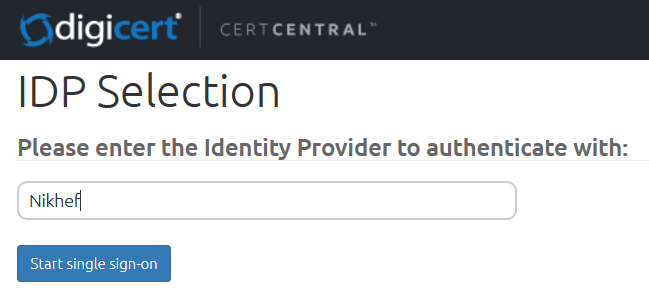 digicert® CERTCENTRAL™
IDP Selection
Please enter the Identity Provider to authenticate with:
Nikhef
Start single sign-on